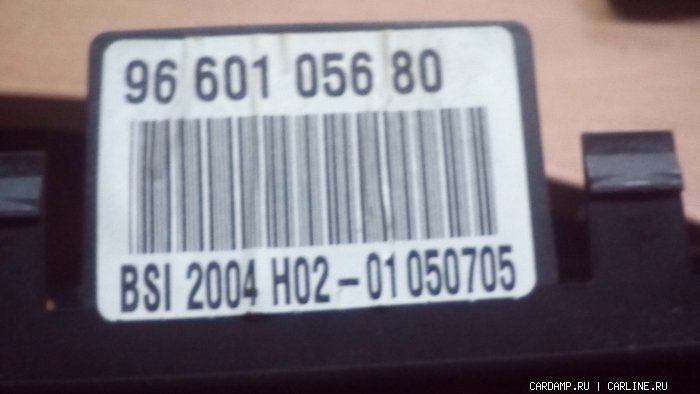 96 601 056 80
BSI 2004 H02-01 050705
CARDAMP.RU | CARLINE.RU